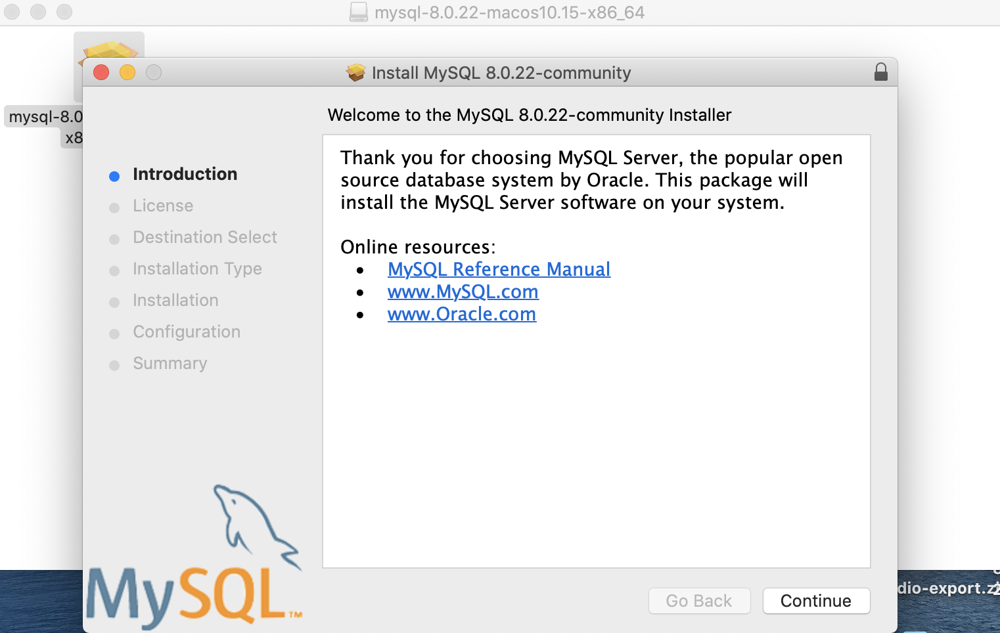 mysql-8.0.22-macos10.15-x86_64
Install MySQL 8.0.22-community
mysql-8.0
x8
Welcome to the MySQL 8.0.22-community Installer
Introduction
License
Destination Select
Installation Type
Installation
Configuration
Summary
Thank you for choosing MySQL Server, the popular open
source database system by Oracle. This package will
install the MySQL Server software on your system.
Online resources:
• MySQL Reference Manual
• www.MySQL.com
• www.Oracle.com
MySQL™
Go Back
Continue